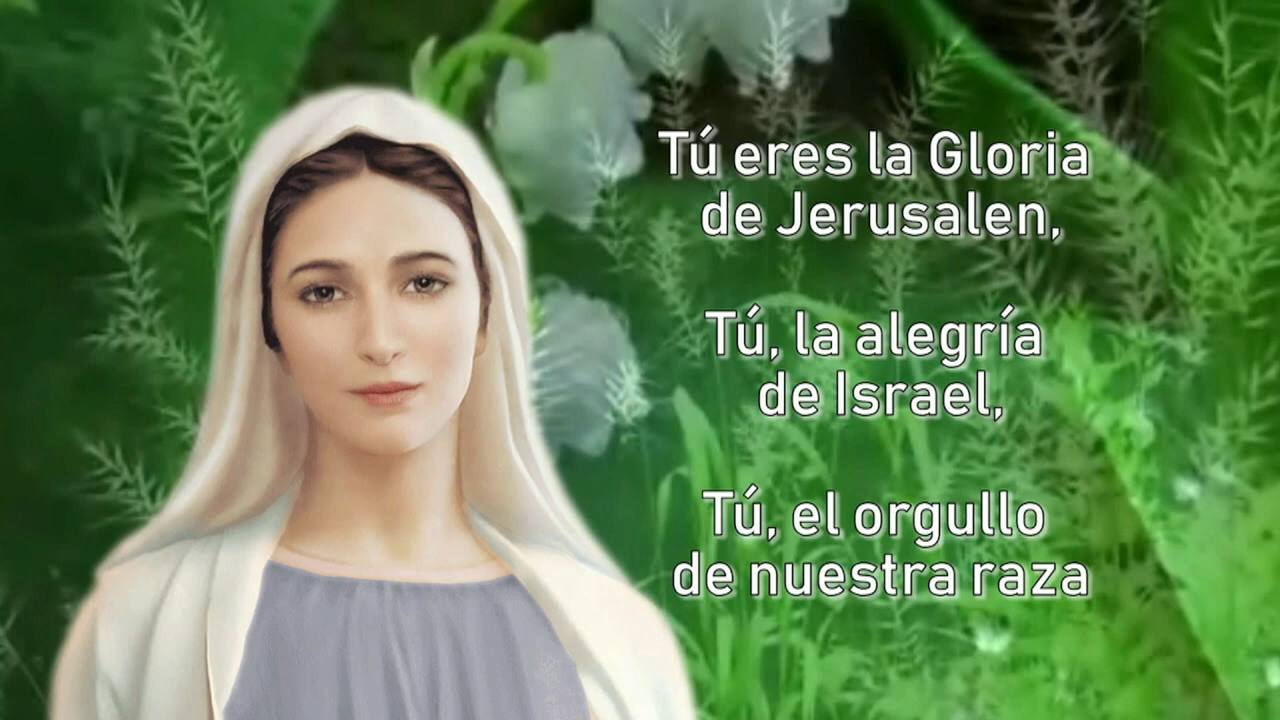 Tú eres la Gloria
de Jerusalen,
Tú, la alegría
de Israel,
Tú, el orgullo
de nuestra raza